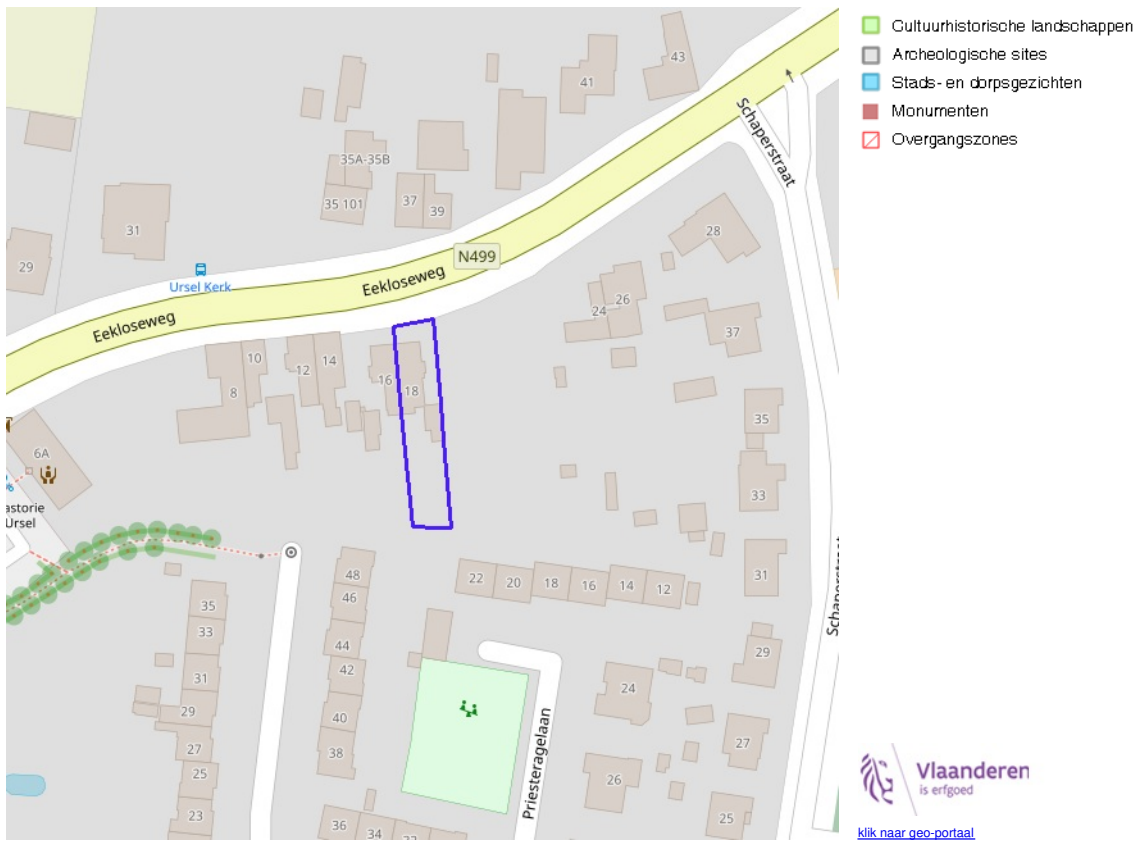 Cultuurhistorische landschappen
Archeologische sites
Stads- en dorpsgezichten
Monumenten
Overgangszones
43
41
Schaperstraat
35A-35B
35 101
37
39
31
29
28
N499
Ursel Kerk
Eekloseweg
Eekloseweg
26
24
37
10
14
12
16
18
8
35
6A
33
astorie
Ursel
48
22
20
18
16
14
12
31
46
35
33
44
Schaperstraat
29
42
31
24
40
29
Priesteragelaan
38
27
27
26
25
23
36
34
25
Vlaanderen
is erfgoed
klik naar geo-portaal